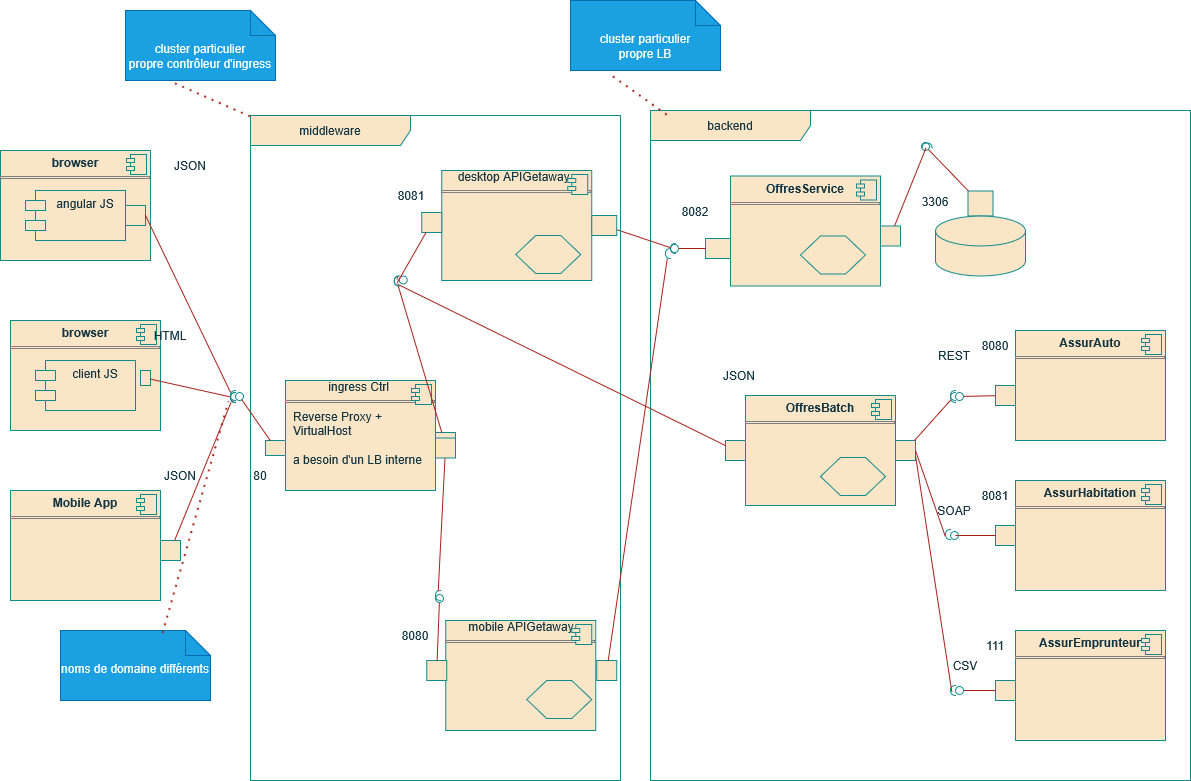 cluster particulier
propre contrôleur d'ingress
cluster particulier
propre LB
middleware
backend
browser
JSON
angular JS
8081
desktop APIGetaway
8082
OffresService
3306
browser
HTML
client JS
ingress Ctrl
Reverse Proxy +
VirtualHost
a besoin d'un LB interne
80
JSON
Mobile App
noms de domaine différents
8080
mobile APIGetaway
JSON
OffresBatch
REST
8080
AssurAuto
SOAP
8081
AssurHabitation
CSV
111
AssurEmprunteur